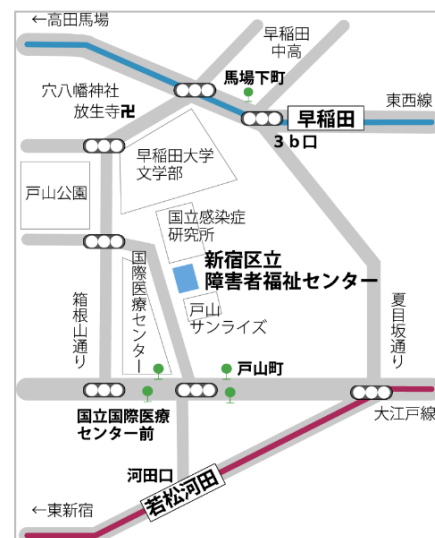 ←高田馬場
早稲田
中高
穴八幡神社
放生寺卍
馬場下町
早稲田
東西線
3b口
早稲田大学
文学部
戸山公園
国立感染症
研究所
新宿区立
障害者福祉センター
国際医療センター
戸山
サンライズ
箱根山通り
夏目坂通り
戸山町
国立国際医療
センター前
大江戸線
河田口
若松河田
←東新宿